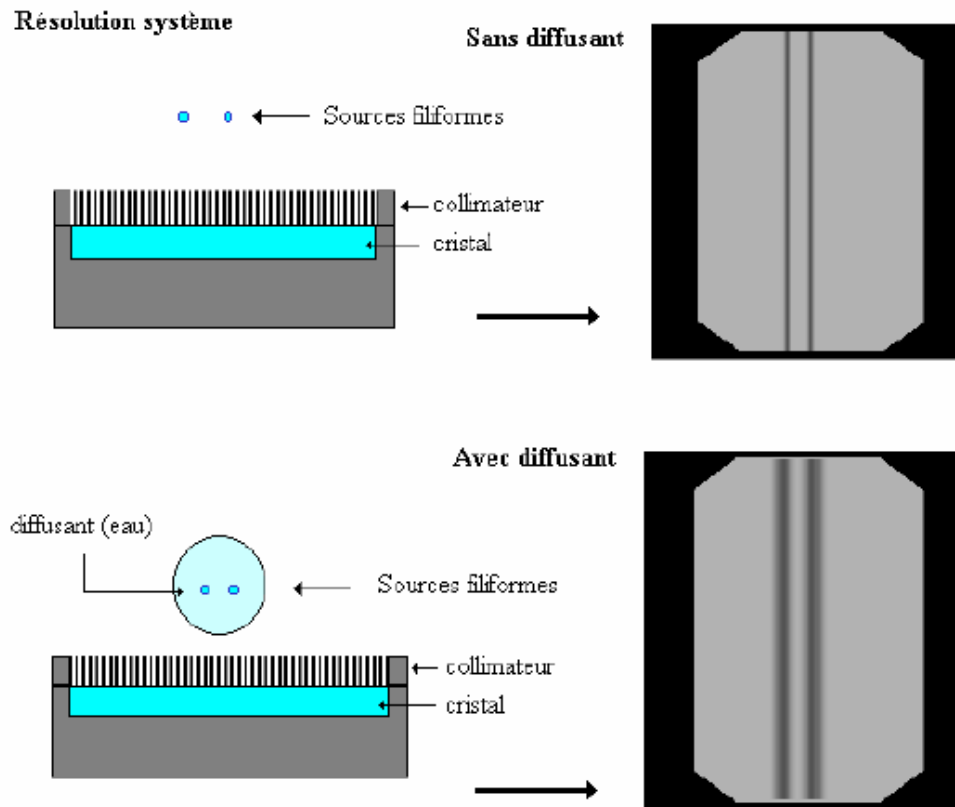 Résolution système
Sans diffusant
Sources filiformes
collimateur
cristal
Avec diffusant
diffusant (eau)
Sources filiformes
collimateur
cristal